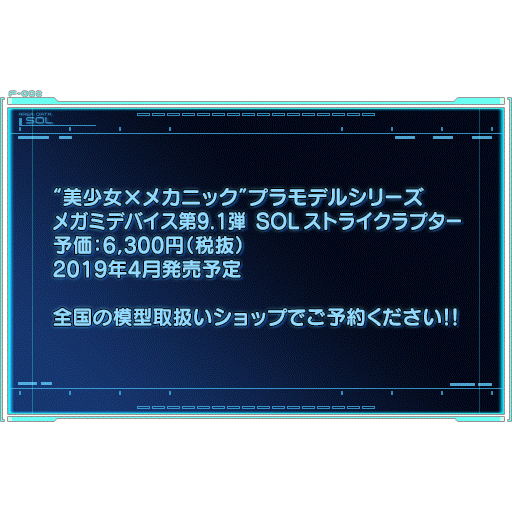 SOL
“美少女×メカニック”プラモデルシリーズ
メガミデバイス第9.1弾 SOLストライクラプター
予価:6,300円(税抜)
2019年4月発売予定
全国の模型取扱いショップでご予約ください!!